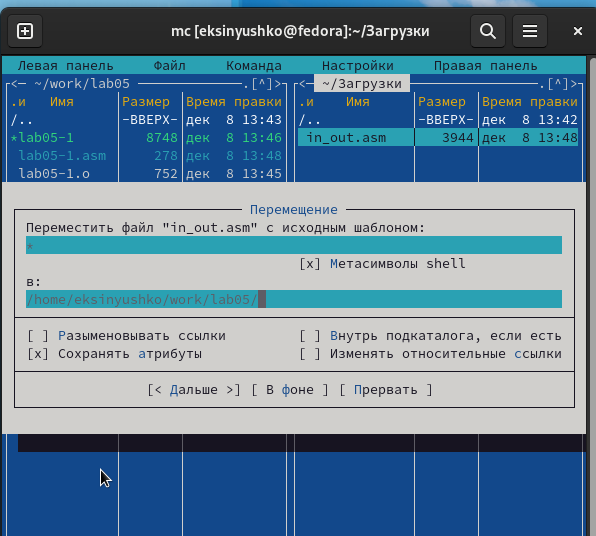 mc [eksinyushko@fedora]:~/Загрузки
Левая панель Файл Команда Настройки Правая панель
<— ~/work/lab05 .[^]> <— ~/Загрузки .[^]>
.и Имя Размер Время правки .и Имя Размер Время правки
/.. -ВВЕРХ- дек 8 13:43 /.. -ВВЕРХ- дек 8 13:42
*lab05-1 8748 дек 8 13:46 in_out.asm 3944 дек 8 13:48
lab05-1.asm 278 дек 8 13:48
lab05-1.o 752 дек 8 13:45
Перемещение
Переместить файл "in_out.asm" с исходным шаблоном:
*
[x] Метасимволы shell
в:
/home/eksinyushko/work/lab05/
[ ] Разыменовывать ссылки [ ] Внутрь подкаталога, если есть
[x] Сохранять атрибуты [ ] Изменять относительные ссылки
[< Дальше >] [ В фоне ] [ Прервать ]